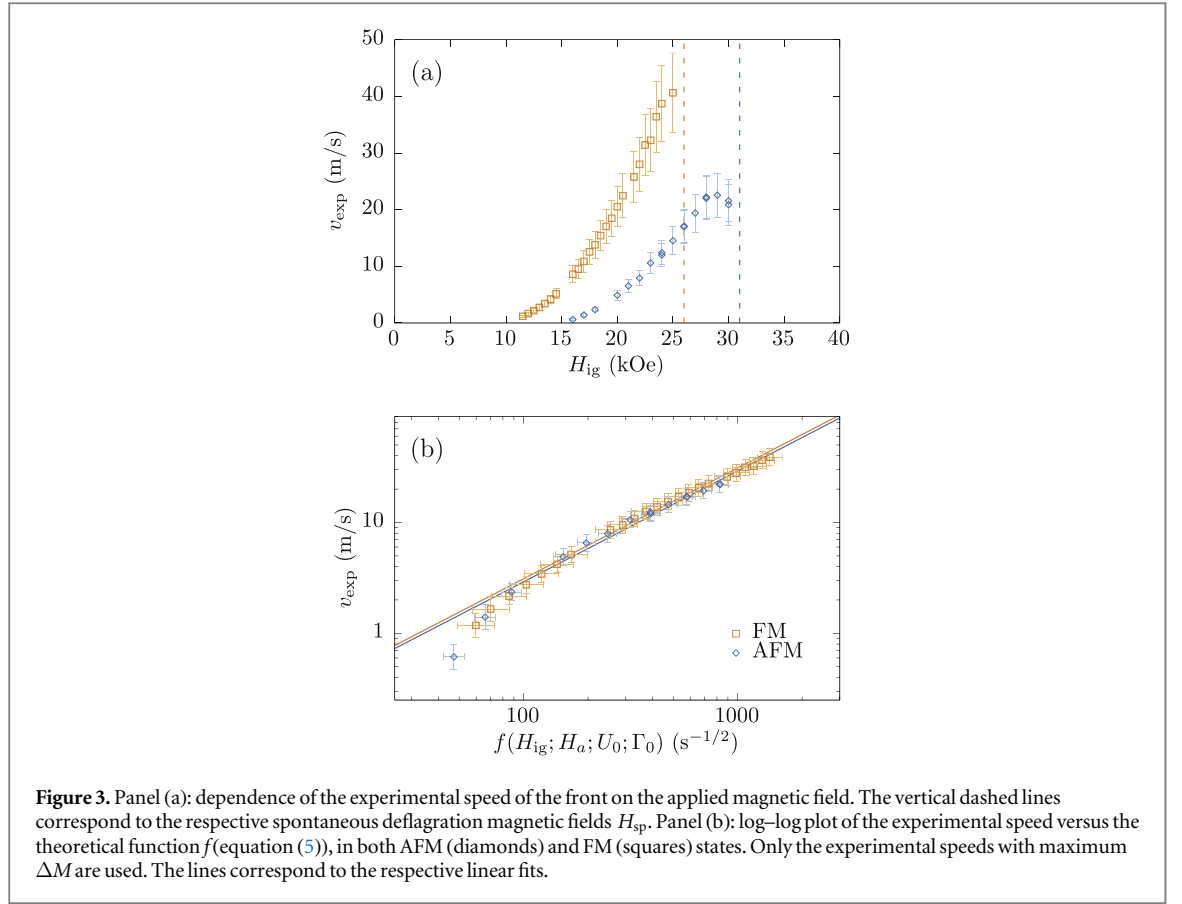 50
(a)
40
30
20
10
0
v_exp (m/s)
0 5 10 15 20 25 30 35 40
H_ig (kOe)
(b)
10
1
v_exp (m/s)
FM
AFM
100 1000
f(H_ig; H_a; U_0; Γ_0) (s^−1/2)
Figure 3. Panel (a): dependence of the experimental speed of the front on the applied magnetic field. The vertical dashed lines
correspond to the respective spontaneous deflagration magnetic fields H_sp. Panel (b): log–log plot of the experimental speed versus the
theoretical function f (equation (5)), in both AFM (diamonds) and FM (squares) states. Only the experimental speeds with maximum
ΔM are used. The lines correspond to the respective linear fits.